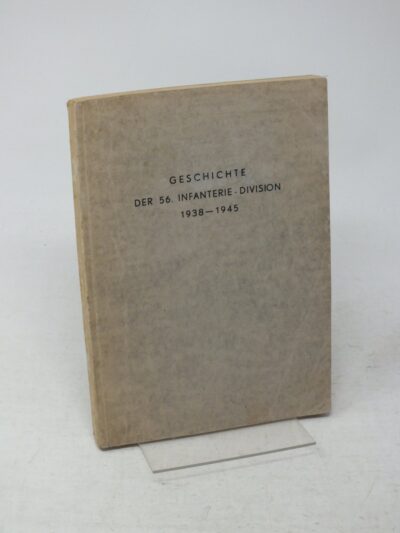 GESCHICHTE
DER 56. INFANTERIE-DIVISION
1938—1945